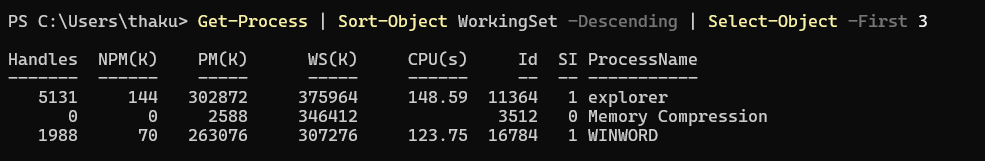 PS C:\Users\thaku> Get-Process | Sort-Object WorkingSet -Descending | Select-Object -First 3
Handles  NPM(K)    PM(K)      WS(K)     CPU(s)     Id  SI ProcessName
-------  ------    -----      -----     ------     --  -- -----------
   5131     144   302872     375964     148.59  11364   1 explorer
      0       0     2588     346412               3512   0 Memory Compression
   1988      70   263076     307276     123.75  16784   1 WINWORD